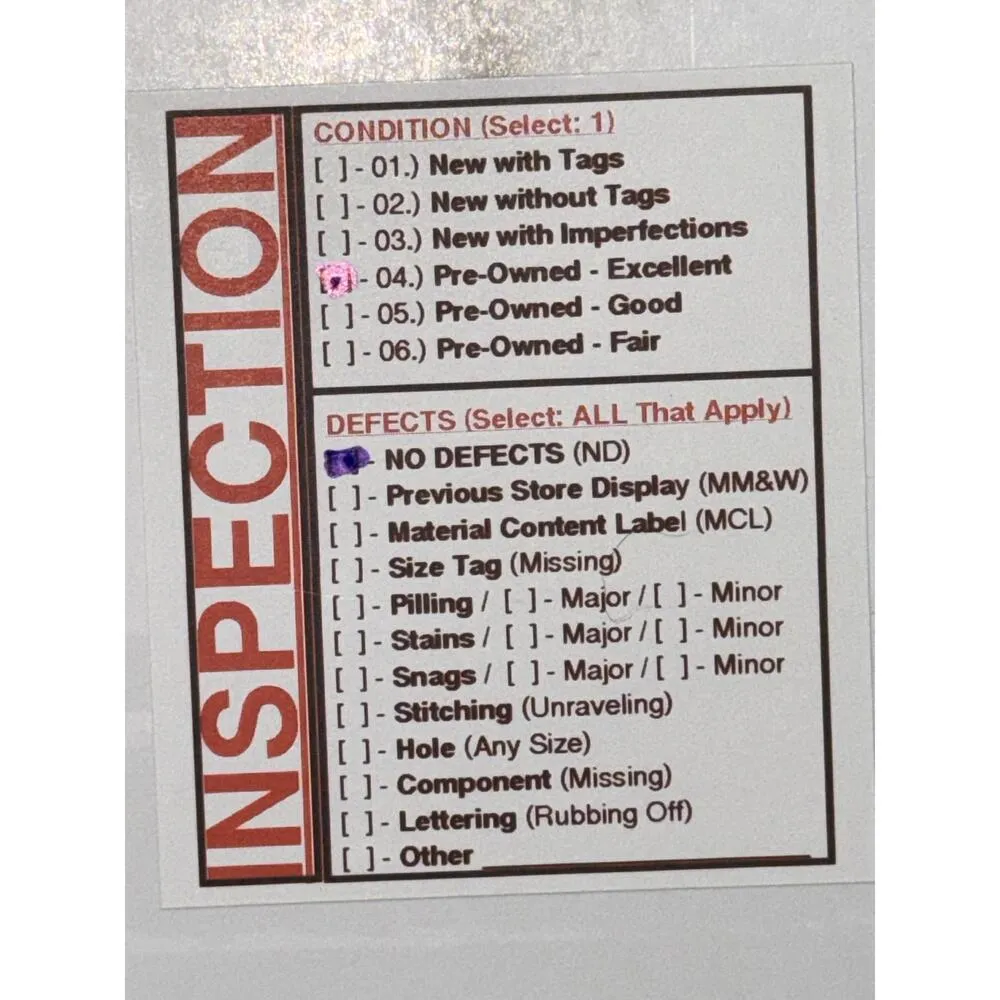 INSPECTION
CONDITION (Select: 1)
[ ] - 01.) New with Tags
[ ] - 02.) New without Tags
[ ] - 03.) New with Imperfections
[ ] - 04.) Pre-Owned - Excellent
[ ] - 05.) Pre-Owned - Good
[ ] - 06.) Pre-Owned - Fair
DEFECTS (Select: ALL That Apply)
[ ] - NO DEFECTS (ND)
[ ] - Previous Store Display (MM&W)
[ ] - Material Content Label (MCL)
[ ] - Size Tag (Missing)
[ ] - Pilling / [ ] - Major / [ ] - Minor
[ ] - Stains / [ ] - Major / [ ] - Minor
[ ] - Snags / [ ] - Major / [ ] - Minor
[ ] - Stitching (Unraveling)
[ ] - Hole (Any Size)
[ ] - Component (Missing)
[ ] - Lettering (Rubbing Off)
[ ] - Other